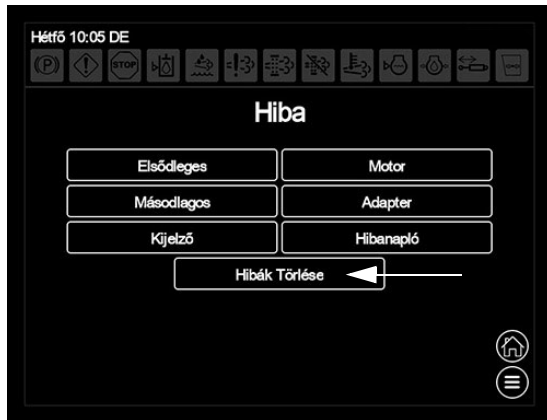 Hétfő 10:05 DE
(P) STOP
Hiba
Elsődleges Motor
Másodlagos Adapter
Kijelző Hibanapló
Hibák Törlése